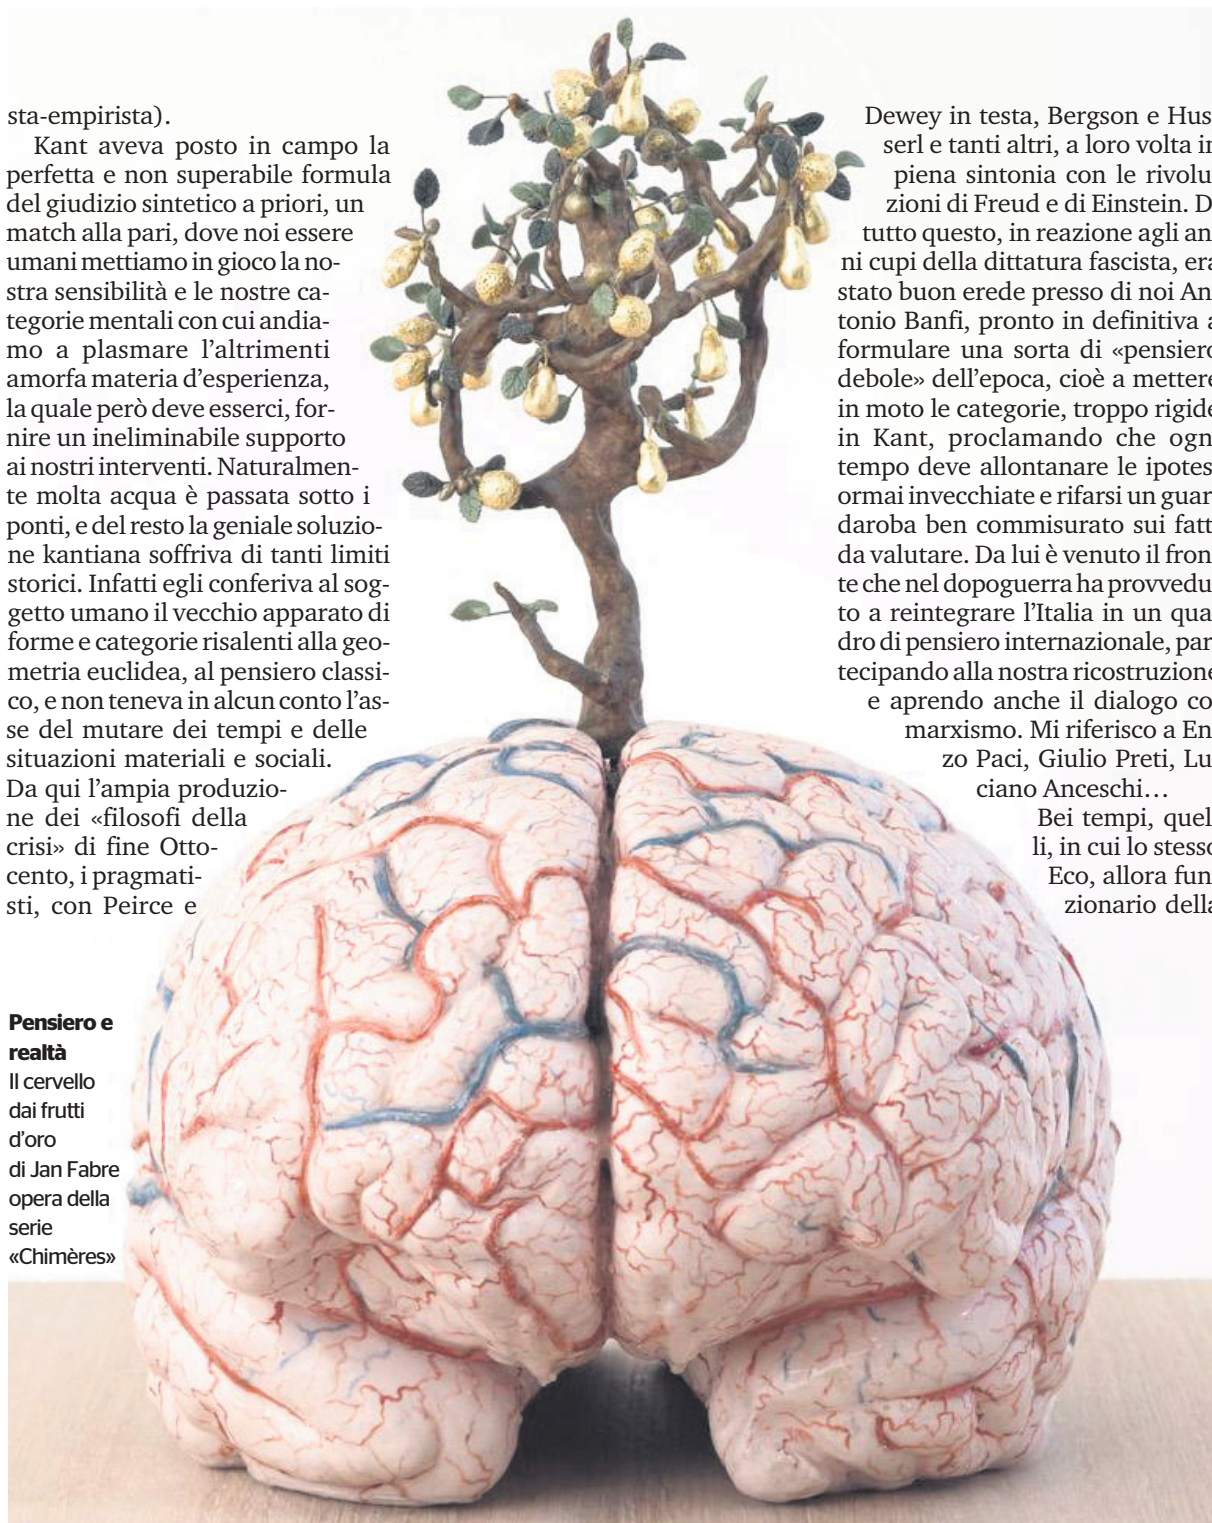 sta-empirista).
Kant aveva posto in campo la
perfetta e non superabile formula
del giudizio sintetico a priori, un
match alla pari, dove noi essere
umani mettiamo in gioco la no-
stra sensibilità e le nostre ca-
tegorie mentali con cui andia-
mo a plasmare l’altrimenti
amorfa materia d’esperienza,
la quale però deve esserci, for-
nire un ineliminabile supporto
ai nostri interventi. Naturalmen-
te molta acqua è passata sotto i
ponti, e del resto la geniale soluzio-
ne kantiana soffriva di tanti limiti
storici. Infatti egli conferiva al sog-
getto umano il vecchio apparato di
forme e categorie risalenti alla geo-
metria euclidea, al pensiero classi-
co, e non teneva in alcun conto l’as-
se del mutare dei tempi e delle
situazioni materiali e sociali.
Da qui l’ampia produzio-
ne dei «filosofi della
crisi» di fine Otto-
cento, i pragmati-
sti, con Peirce e
Dewey in testa, Bergson e Hus
serl e tanti altri, a loro volta in
piena sintonia con le rivolu
zioni di Freud e di Einstein. D
tutto questo, in reazione agli an
ni cupi della dittatura fascista, era
stato buon erede presso di noi An
tonio Banfi, pronto in definitiva a
formulare una sorta di «pensiero
debole» dell’epoca, cioè a mettere
in moto le categorie, troppo rigide
in Kant, proclamando che ogn
tempo deve allontanare le ipotes
ormai invecchiate e rifarsi un guar
daroba ben commisurato sui fatt
da valutare. Da lui è venuto il fron
te che nel dopoguerra ha provvedu
to a reintegrare l’Italia in un qua
dro di pensiero internazionale, par
tecipando alla nostra ricostruzione
e aprendo anche il dialogo co
marxismo. Mi riferisco a En
zo Paci, Giulio Preti, Lu
ciano Anceschi…
Bei tempi, quel
li, in cui lo stesso
Eco, allora fun
zionario della
Pensiero e
realtà
Il cervello
dai frutti
d’oro
di Jan Fabre
opera della
serie
«Chimères»